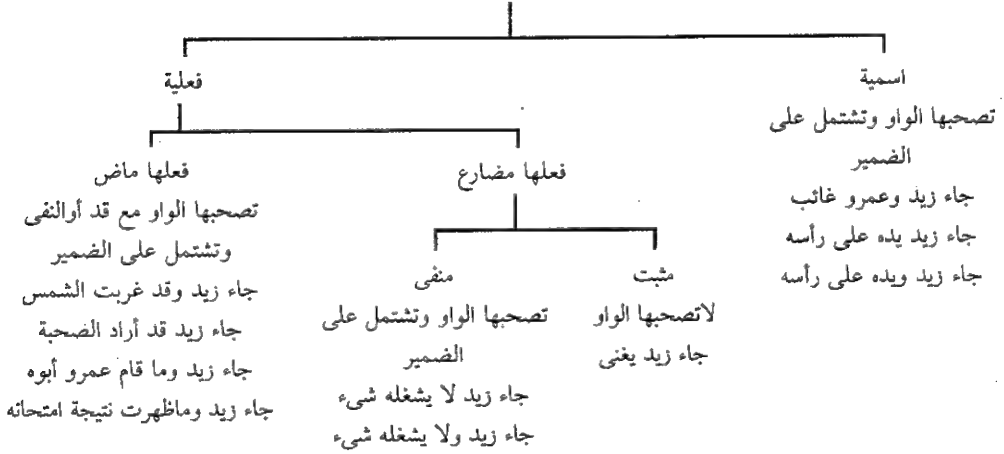 اسمية
تصحبها الواو وتشتمل على
الضمير
جاء زيد وعمرو غائب
جاء زيد يده على رأسه
جاء زيد ويده على رأسه
فعلية
فعلها مضارع
مثبت
لاتصحبها الواو
جاء زيد يغنى
منفى
تصحبها الواو وتشتمل على
الضمير
جاء زيد لا يشغله شىء
جاء زيد ولا يشغله شىء
فعلها ماض
تصحبها الواو مع قد أوالنفى
وتشتمل على الضمير
جاء زيد وقد غربت الشمس
جاء زيد قد أراد الضحبة
جاء زيد وما قام عمرو أبوه
جاء زيد وماظهرت نتيجة امتحانه